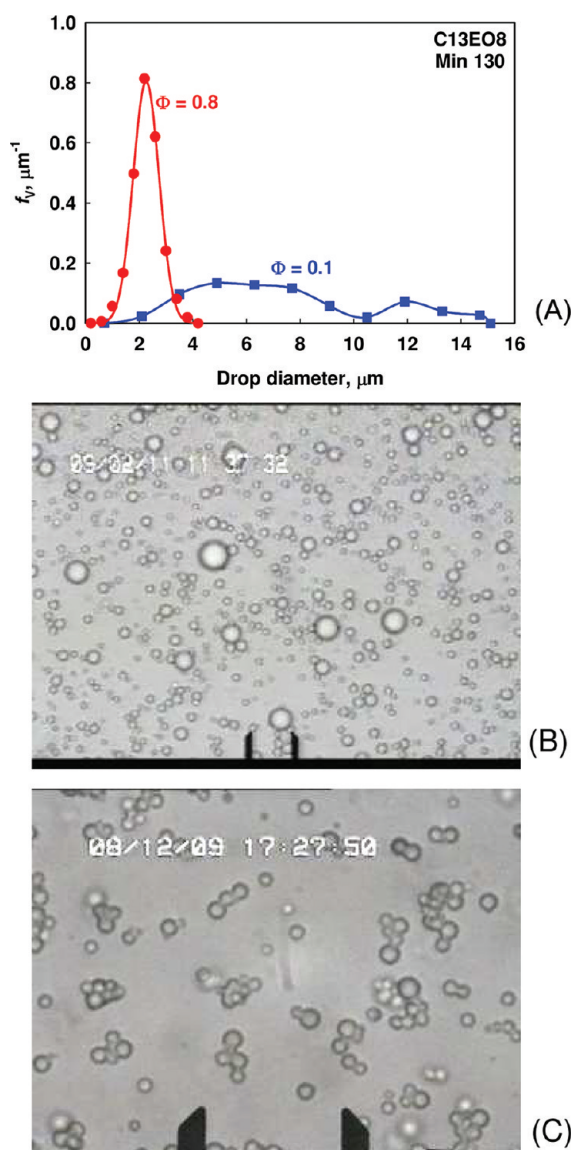 1.0
C13EO8
Min 130
0.8
Φ = 0.8
0.6
f_V, μm⁻¹
0.4
Φ = 0.1
0.2
(A)
0.0
0 2 4 6 8 10 12 14 16
Drop diameter, μm
09/02/11 11 37:32
(B)
08/12/09 17:27:50
(C)